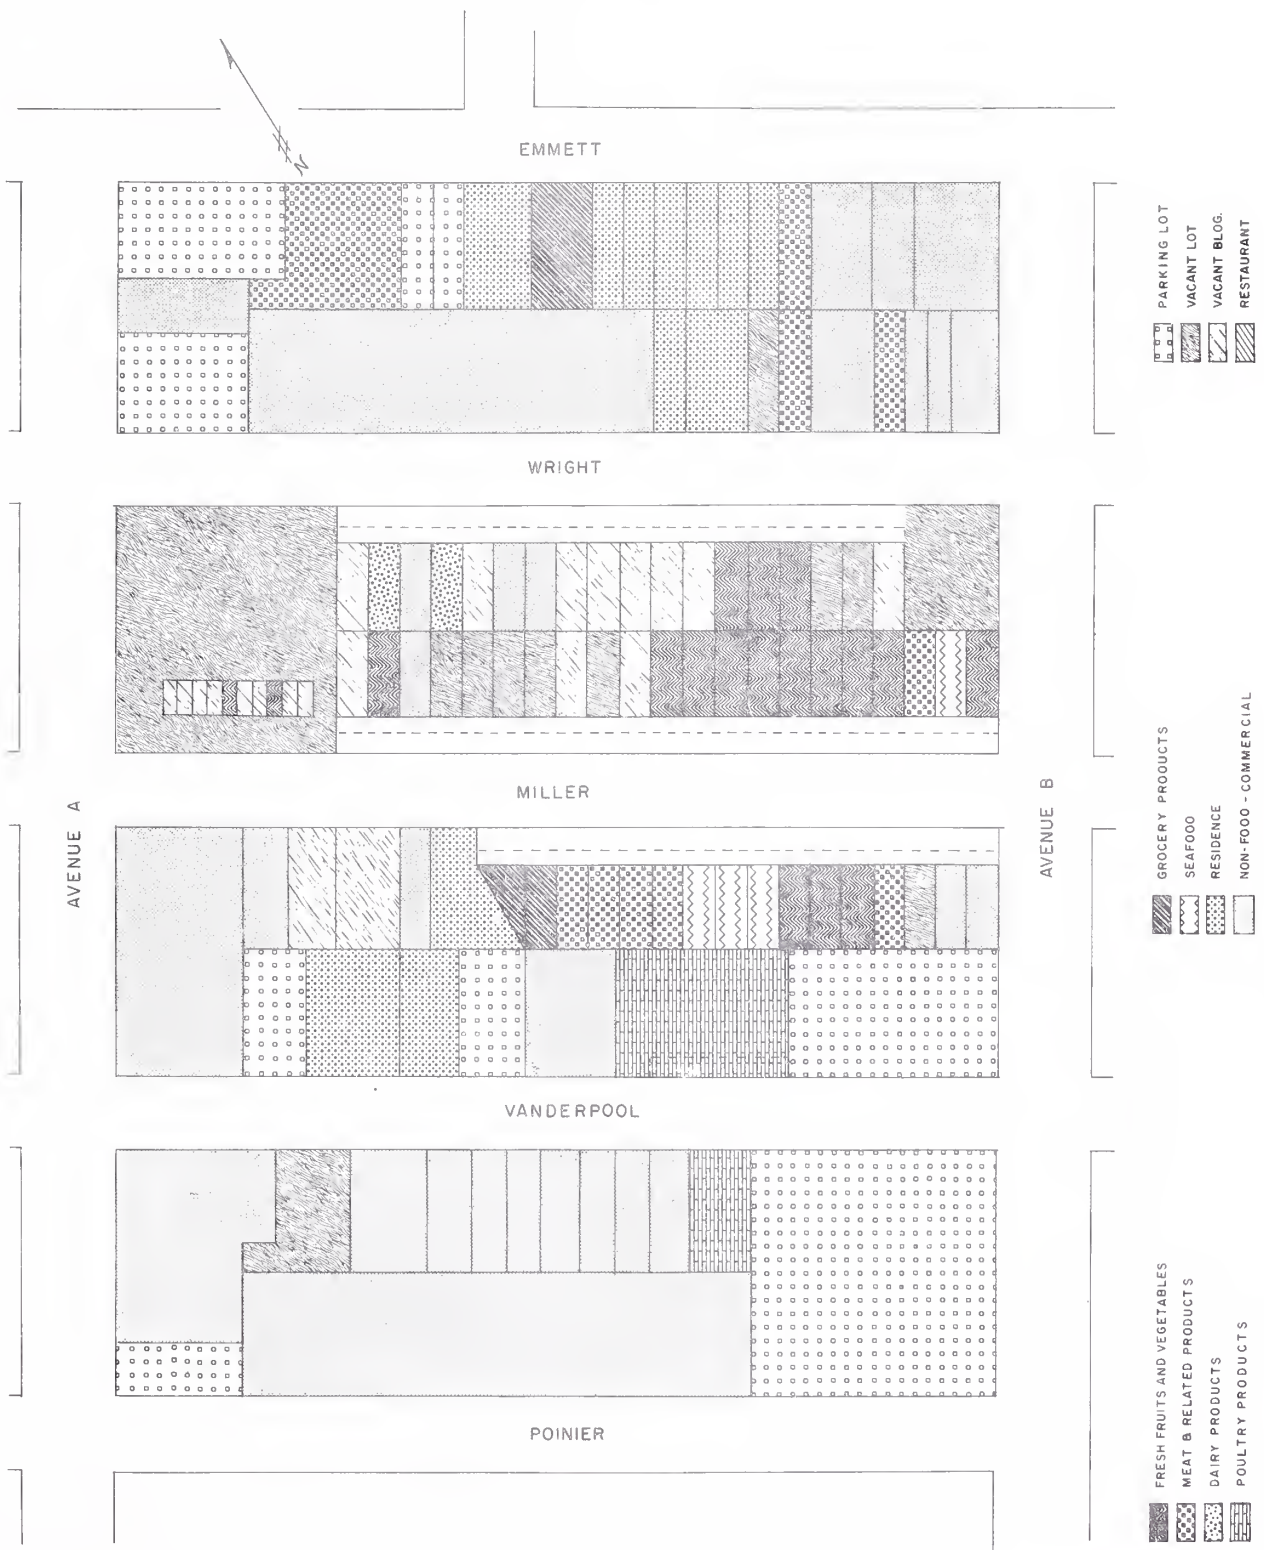 N
EMMETT
WRIGHT
MILLER
VANDERPOOL
POINIER
AVENUE A
AVENUE B
PARKING LOT
VACANT LOT
VACANT BLDG.
RESTAURANT
GROCERY PRODUCTS
SEAFOOD
RESIDENCE
NON-FOOD - COMMERCIAL
FRESH FRUITS AND VEGETABLES
MEAT & RELATED PRODUCTS
DAIRY PRODUCTS
POULTRY PRODUCTS